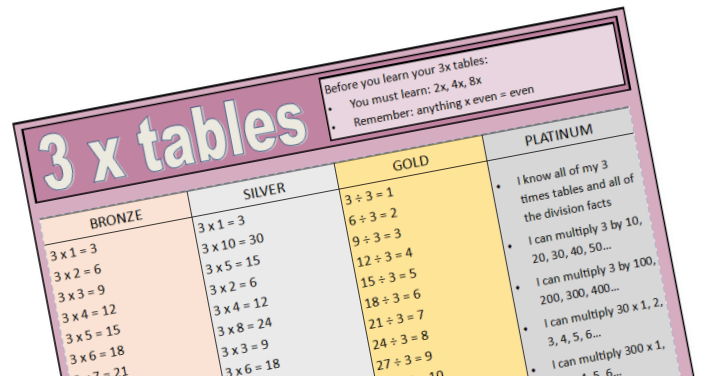 3 x tables
Before you learn your 3x tables:
• You must learn: 2x, 4x, 8x
• Remember: anything x even = even
BRONZE
3 x 1 = 3
3 x 2 = 6
3 x 3 = 9
3 x 4 = 12
3 x 5 = 15
3 x 6 = 18
x 7 = 21
SILVER
3 x 1 = 3
3 x 10 = 30
3 x 5 = 15
3 x 2 = 6
3 x 4 = 12
3 x 8 = 24
3 x 3 = 9
3 x 6 = 18
GOLD
3 ÷ 3 = 1
6 ÷ 3 = 2
9 ÷ 3 = 3
12 ÷ 3 = 4
15 ÷ 3 = 5
18 ÷ 3 = 6
21 ÷ 3 = 7
24 ÷ 3 = 8
27 ÷ 3 = 9
10
PLATINUM
• I know all of my 3
times tables and all of
the division facts
• I can multiply 3 by 10,
20, 30, 40, 50...
• I can multiply 3 by 100,
200, 300, 400...
• I can multiply 30 x 1, 2,
3, 4, 5, 6...
• I can multiply 300 x 1,
5, 6...